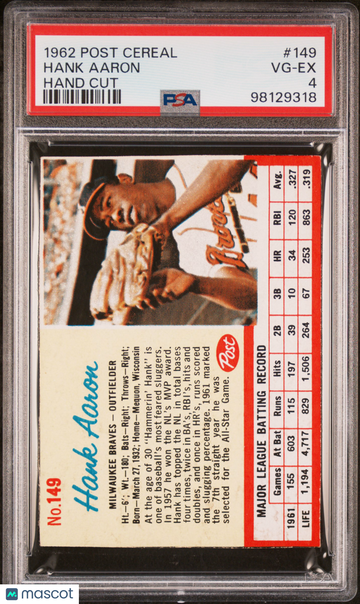 1962 POST CEREAL #149
HANK AARON VG-EX
HAND CUT 4
PSA 98129318
No. 149
Hank Aaron
MILWAUKEE BRAVES—OUTFIELDER
Ht.—6'; Wt.—180; Bats—Right; Throws—Right;
Born—March 27, 1932; Home—Mequon, Wisconsin
At the age of 30 "Hammerin' Hank" is
one of baseball's most feared sluggers.
In 1957 he won the NL's MVP award.
Hank has topped the NL in total bases
four times, twice in BA's, RBI's, hits and
doubles, and once in HR's, runs scored
and slugging percentage. 1961 marked
the 7th straight year he was
selected for the All-Star Game.
Post
Braves
MAJOR LEAGUE BATTING RECORD
Games At Bat Runs Hits 2B 3B HR RBI Avg.
1961 155 603 115 197 39 10 34 120 .327
LIFE 1,194 4,717 829 1,506 264 67 253 863 .319
mascot